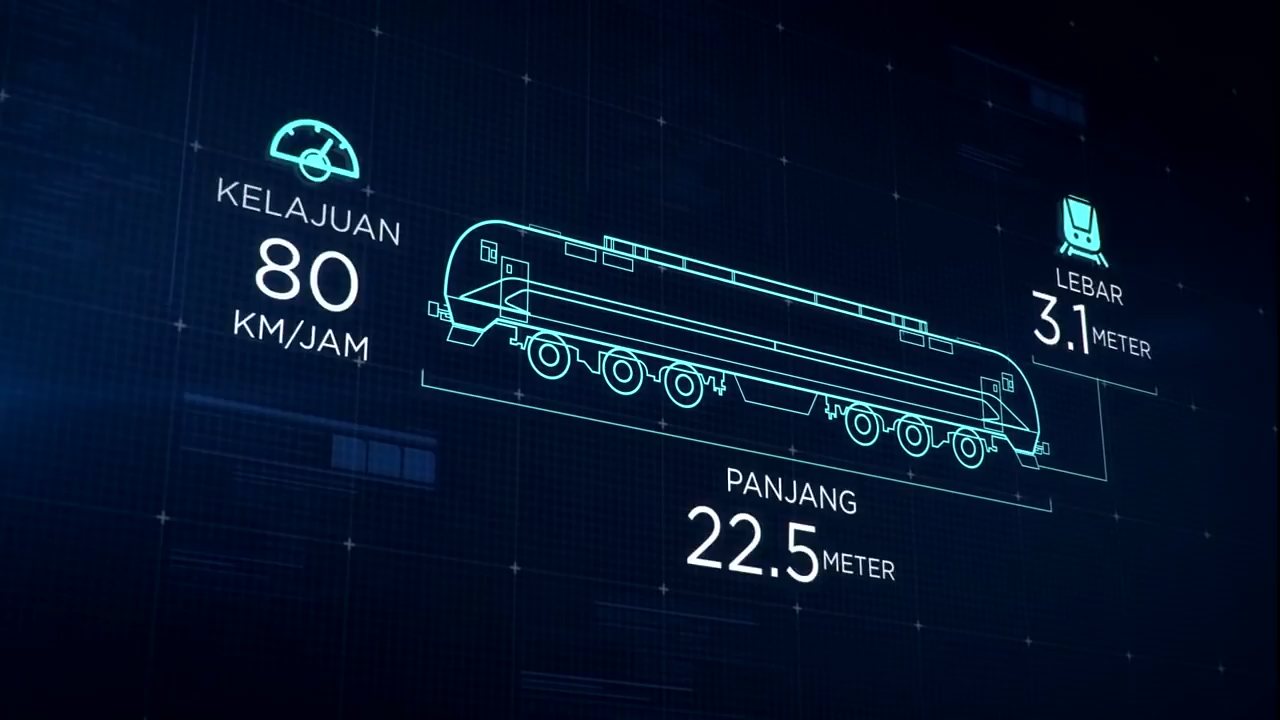 KELAJUAN
80
KM/JAM
LEBAR
3.1 METER
PANJANG
22.5 METER